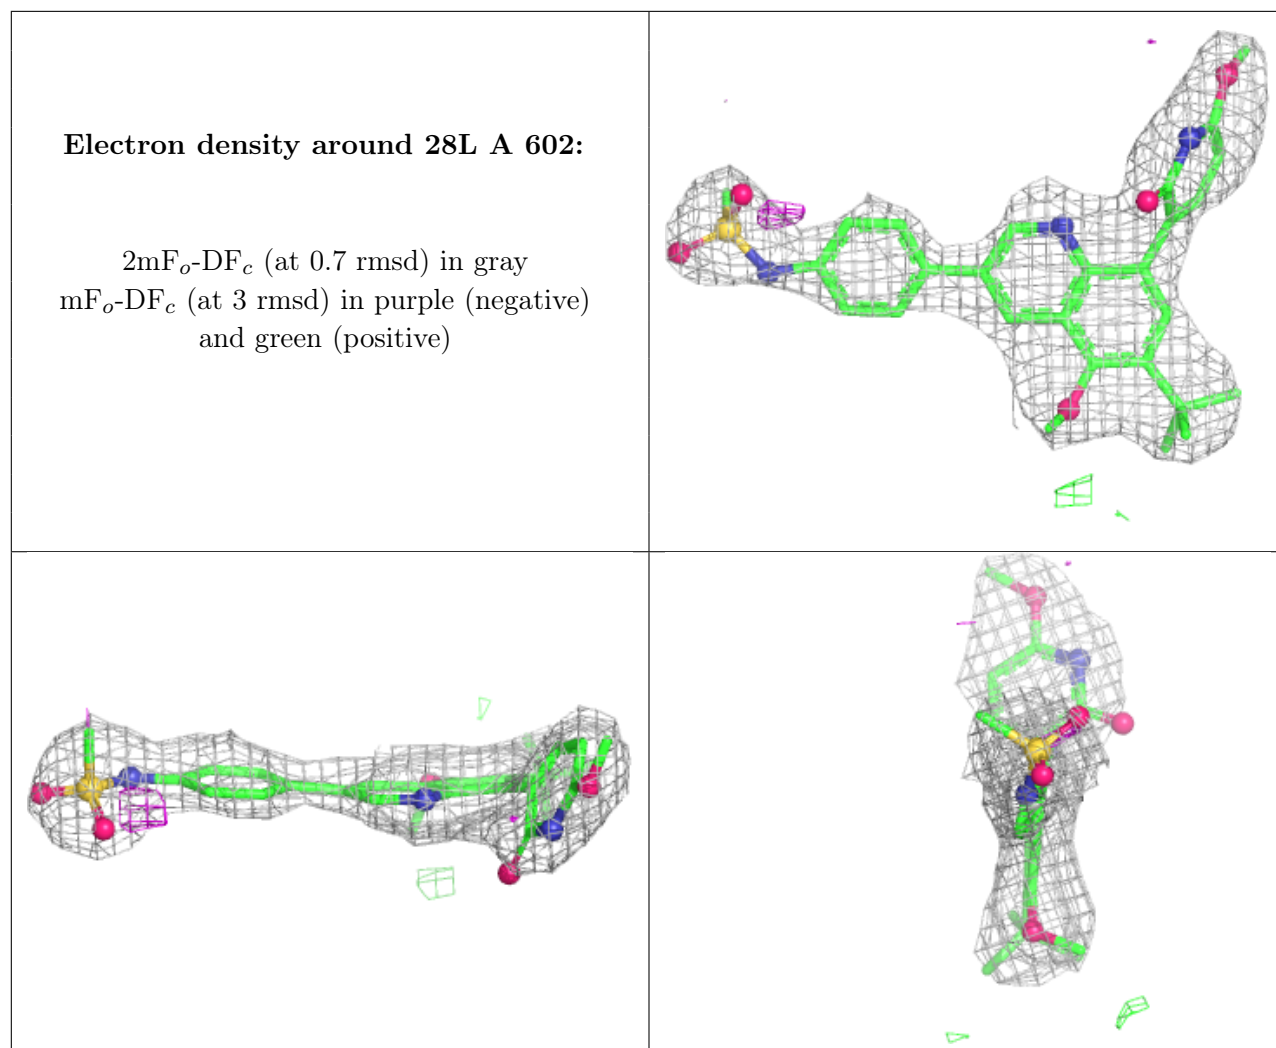 Electron density around 28L A 602:
2mFo-DFc (at 0.7 rmsd) in gray
mFo-DFc (at 3 rmsd) in purple (negative)
and green (positive)